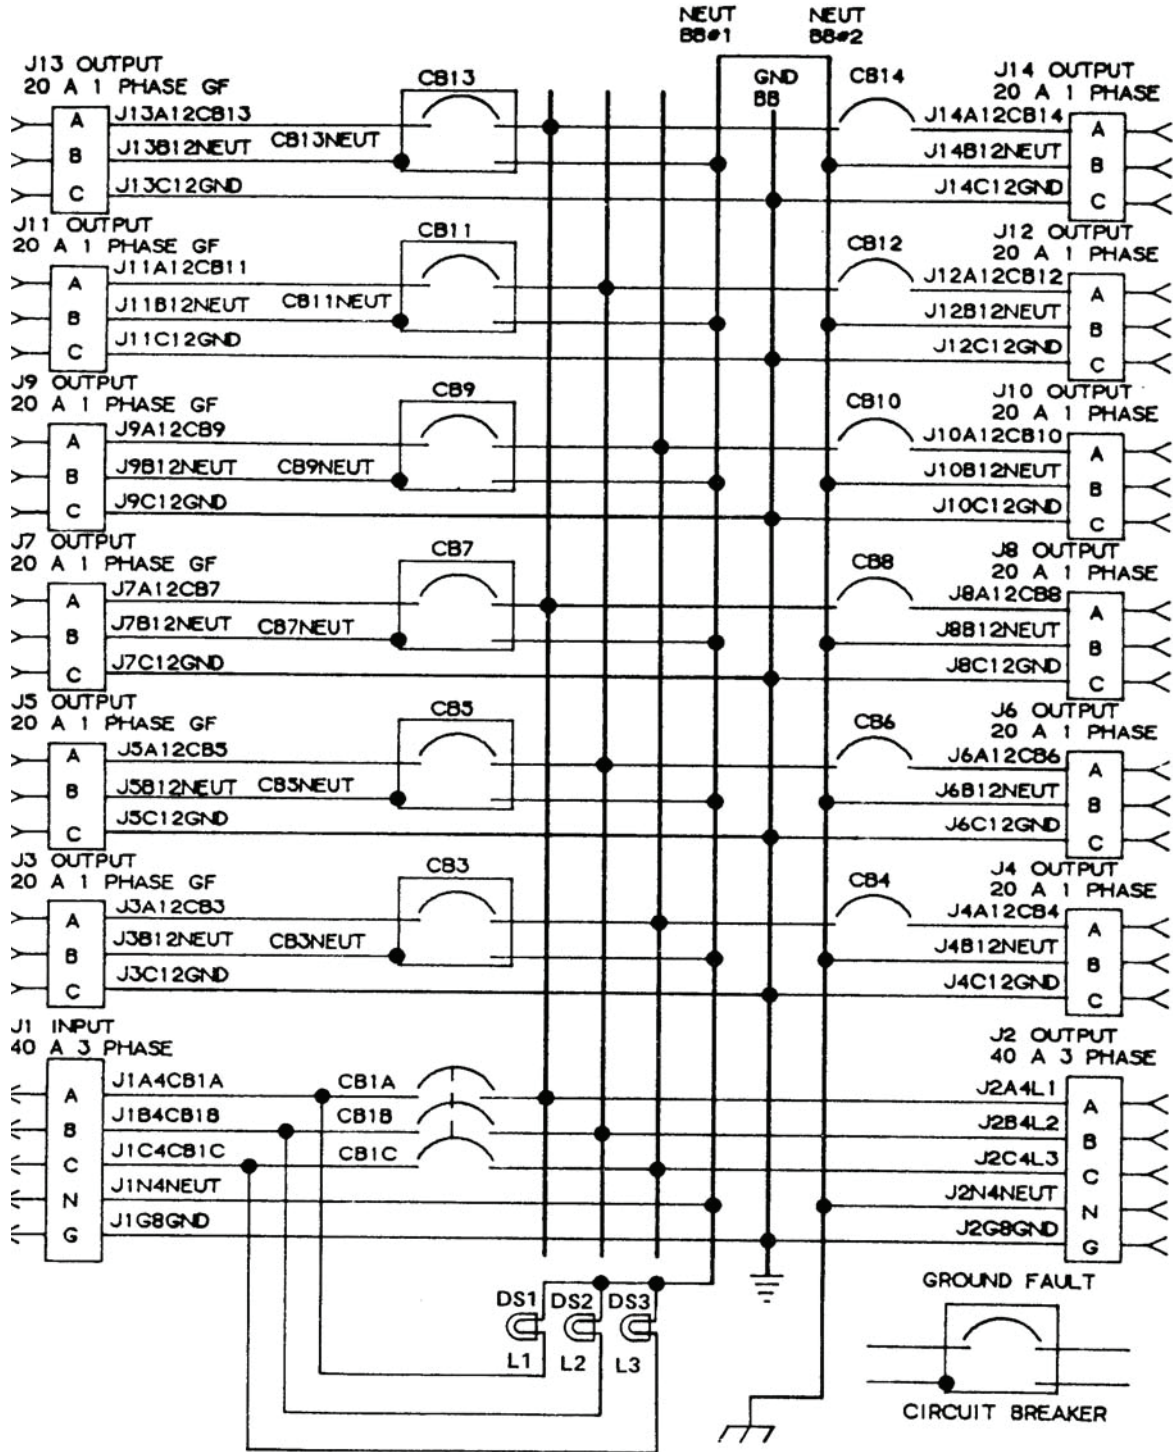 NEUT
BB#1
NEUT
BB#2
GND
BB
J13 OUTPUT
20 A 1 PHASE GF
A
B
C
J13A12CB13
J13B12NEUT
CB13NEUT
J13C12GND
CB13
CB14
J14 OUTPUT
20 A 1 PHASE
J14A12CB14
J14B12NEUT
J14C12GND
A
B
C
J11 OUTPUT
20 A 1 PHASE GF
A
B
C
J11A12CB11
J11B12NEUT
CB11NEUT
J11C12GND
CB11
CB12
J12 OUTPUT
20 A 1 PHASE
J12A12CB12
J12B12NEUT
J12C12GND
A
B
C
J9 OUTPUT
20 A 1 PHASE GF
A
B
C
J9A12CB9
J9B12NEUT
CB9NEUT
J9C12GND
CB9
CB10
J10 OUTPUT
20 A 1 PHASE
J10A12CB10
J10B12NEUT
J10C12GND
A
B
C
J7 OUTPUT
20 A 1 PHASE GF
A
B
C
J7A12CB7
J7B12NEUT
CB7NEUT
J7C12GND
CB7
CB8
J8 OUTPUT
20 A 1 PHASE
J8A12CB8
J8B12NEUT
J8C12GND
A
B
C
J5 OUTPUT
20 A 1 PHASE GF
A
B
C
J5A12CB5
J5B12NEUT
CB5NEUT
J5C12GND
CB5
CB6
J6 OUTPUT
20 A 1 PHASE
J6A12CB6
J6B12NEUT
J6C12GND
A
B
C
J3 OUTPUT
20 A 1 PHASE GF
A
B
C
J3A12CB3
J3B12NEUT
CB3NEUT
J3C12GND
CB3
CB4
J4 OUTPUT
20 A 1 PHASE
J4A12CB4
J4B12NEUT
J4C12GND
A
B
C
J1 INPUT
40 A 3 PHASE
A
B
C
N
G
J1A4CB1A
J1B4CB1B
J1C4CB1C
J1N4NEUT
J1G8GND
CB1A
CB1B
CB1C
J2 OUTPUT
40 A 3 PHASE
J2A4L1
J2B4L2
J2C4L3
J2N4NEUT
J2G8GND
A
B
C
N
G
DS1
DS2
DS3
L1
L2
L3
GROUND FAULT
CIRCUIT BREAKER